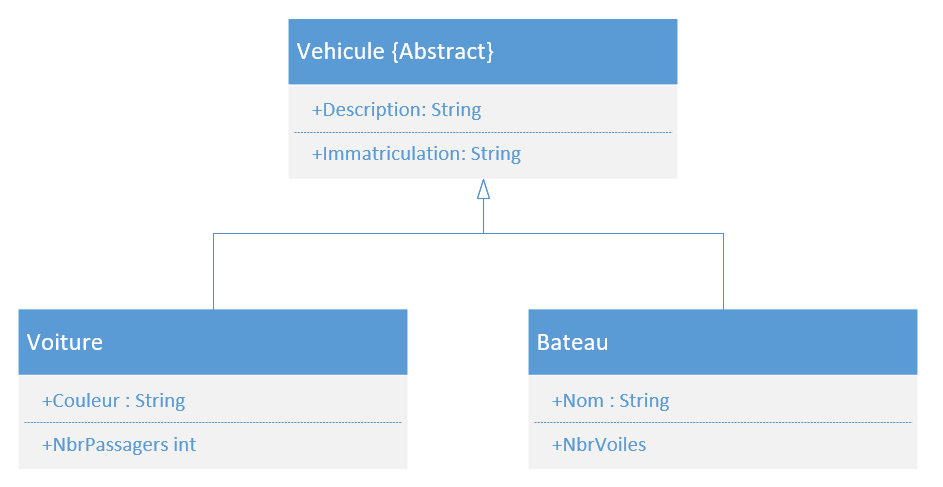 Vehicule {Abstract}
+Description: String
+Immatriculation: String
Voiture
+Couleur : String
+NbrPassagers int
Bateau
+Nom : String
+NbrVoiles